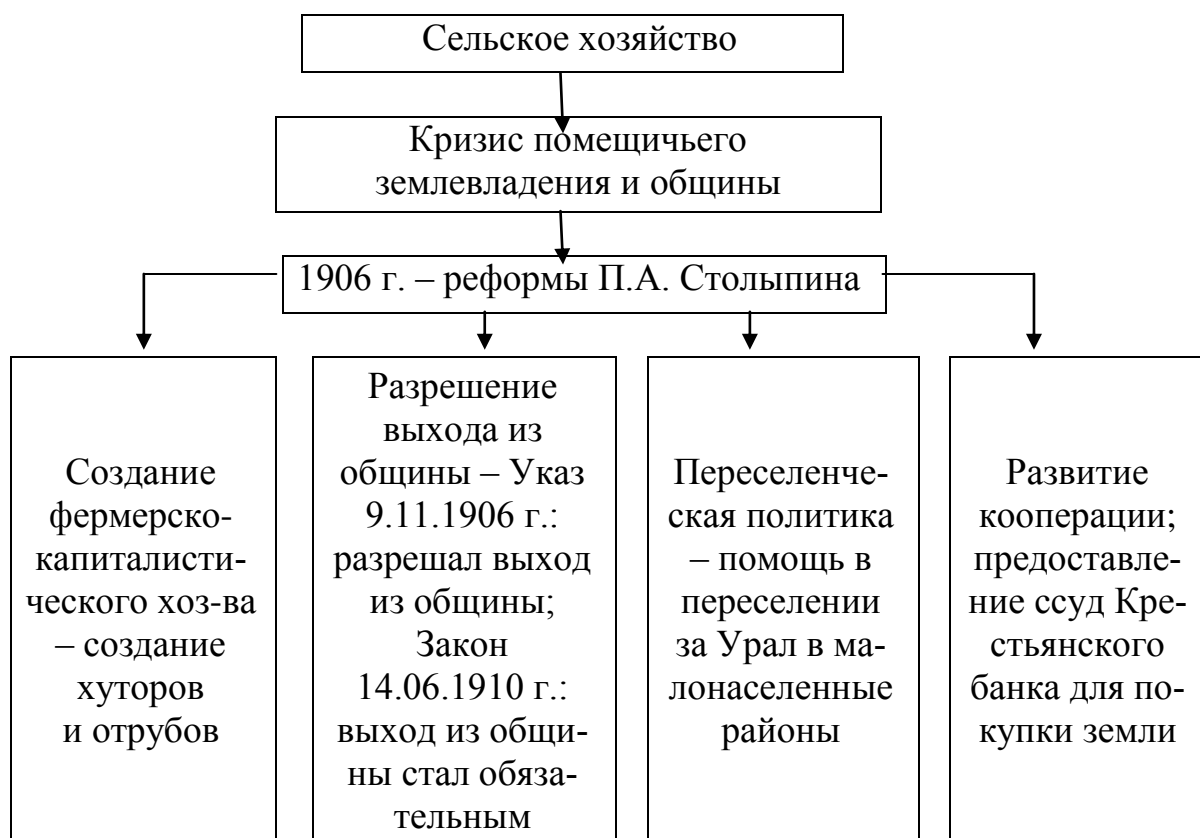 Сельское хозяйство
Кризис помещичьего
землевладения и общины
1906 г. – реформы П.А. Столыпина
Создание
фермерско-
капиталисти-
ческого хоз-ва
– создание
хуторов
и отрубов
Разрешение
выхода из
общины – Указ
9.11.1906 г.:
разрешал выход
из общины;
Закон
14.06.1910 г.:
выход из общи-
ны стал обяза-
тельным
Переселенче-
ская политика
– помощь в
переселении
за Урал в ма-
лонаселенные
районы
Развитие
кооперации;
предоставле-
ние ссуд Кре-
стьянского
банка для по-
купки земли